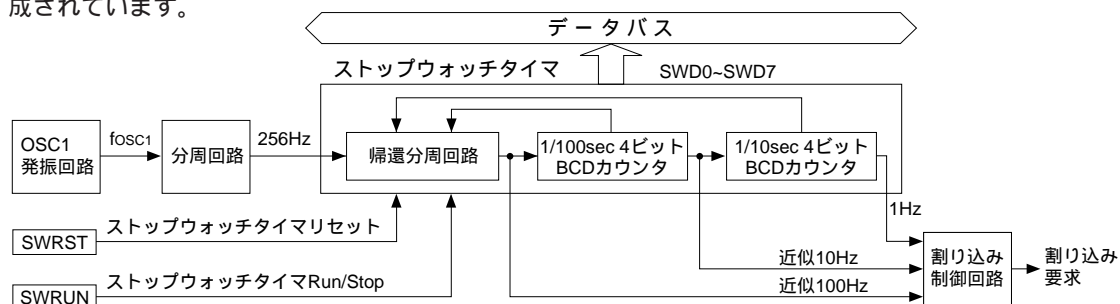 成されています。
データバス
ストップウォッチタイマ
SWD0~SWD7
OSC1
発振回路
fOSC1
分周回路
256Hz
帰還分周回路
1/100sec 4ビット
BCDカウンタ
1/10sec 4ビット
BCDカウンタ
1Hz
SWRST
ストップウォッチタイマリセット
近似10Hz
割り込み
制御回路
割り込み
要求
SWRUN
ストップウォッチタイマRun/Stop
近似100Hz